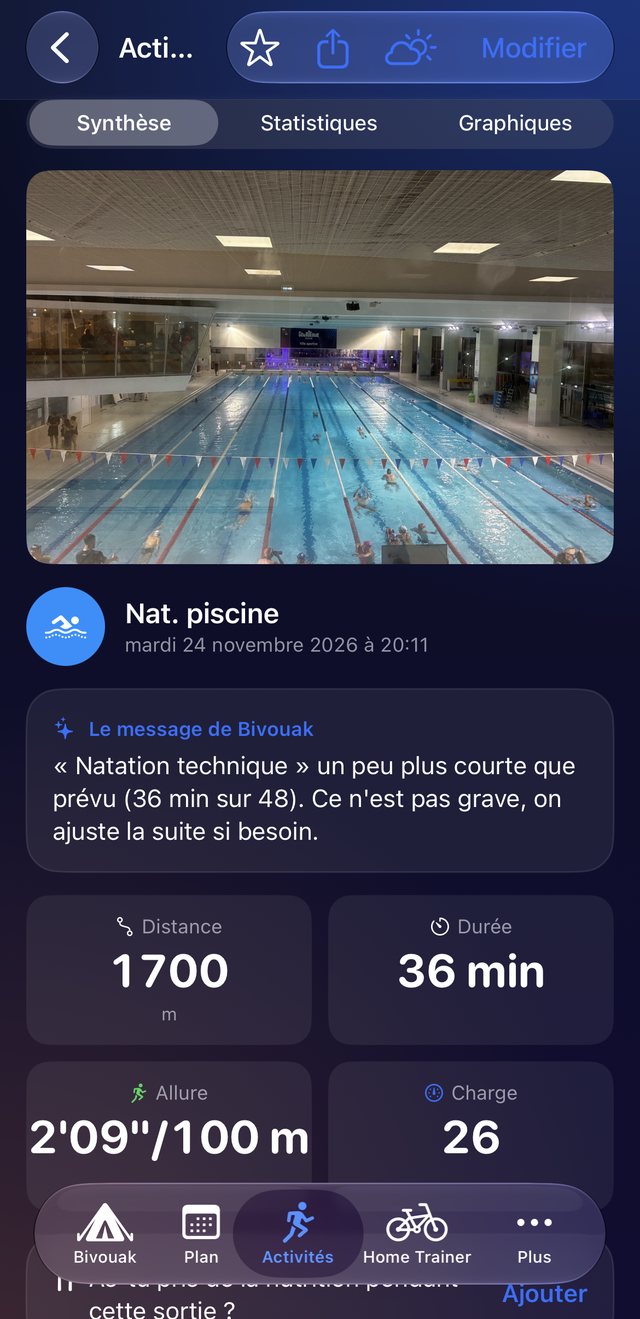 Acti...
Modifier
Synthèse
Statistiques
Graphiques
Nat. piscine
mardi 24 novembre 2026 à 20:11
Le message de Bivouak
« Natation technique » un peu plus courte que
prévu (36 min sur 48). Ce n'est pas grave, on
ajuste la suite si besoin.
Distance
1 700
m
Durée
36 min
Allure
2'09"/100 m
Charge
26
Bivouak
Plan
Activités
Home Trainer
Plus
cette sortie ?
Ajouter